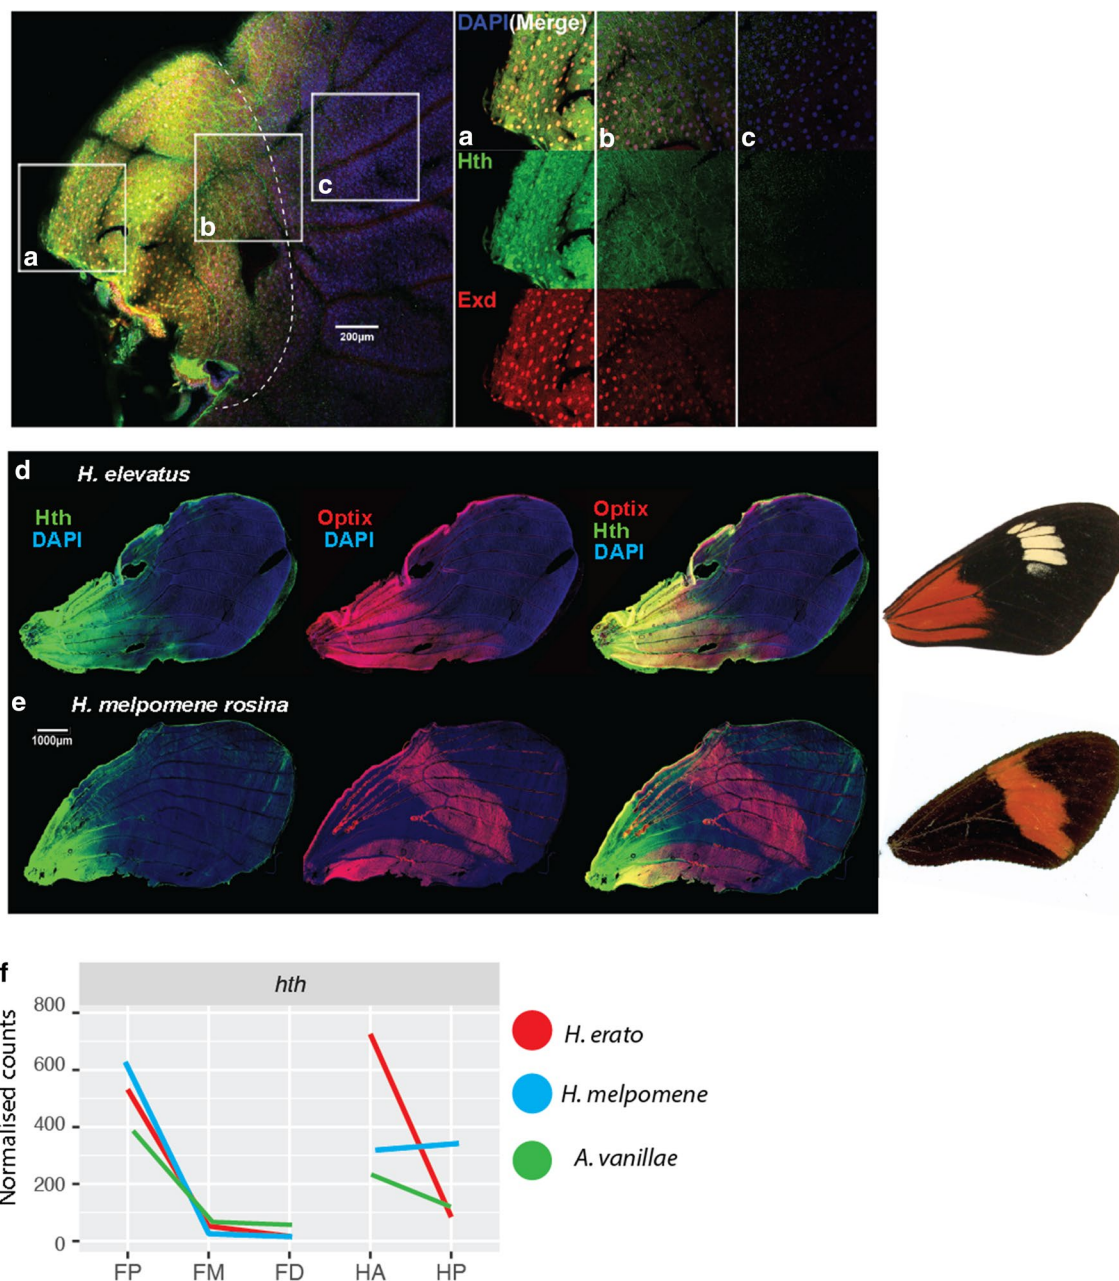 DAPI(Merge)
a
b
c
Hth
Exd
a
b
c
200µm
d
H. elevatus
Hth
DAPI
Optix
DAPI
Optix
Hth
DAPI
e
H. melpomene rosina
1000µm
f
hth
Normalised counts
800
600
400
200
0
FP
FM
FD
HA
HP
H. erato
H. melpomene
A. vanillae